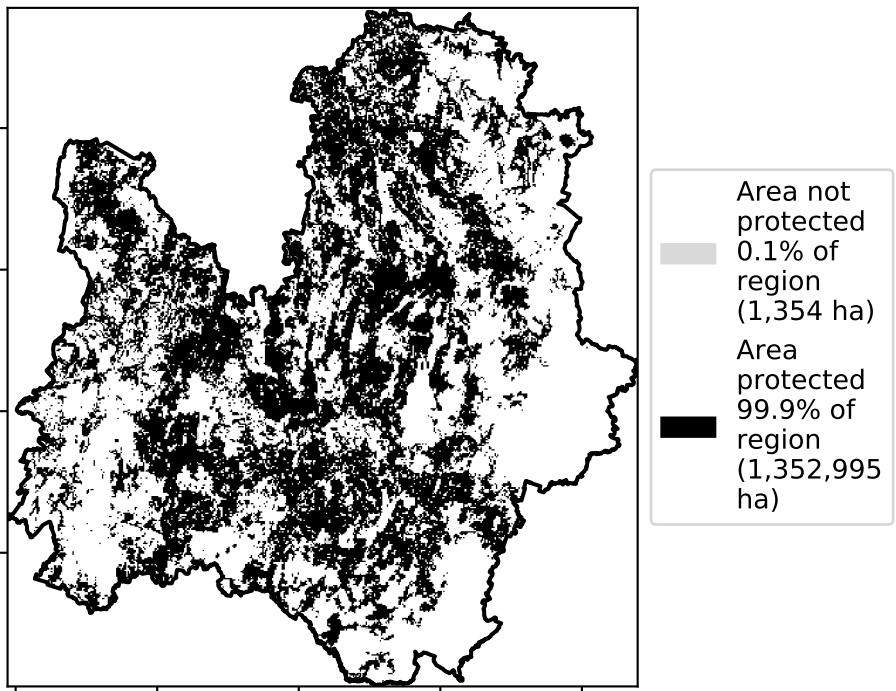 Area not
protected
0.1% of
region
(1,354 ha)
Area
protected
99.9% of
region
(1,352,995
ha)